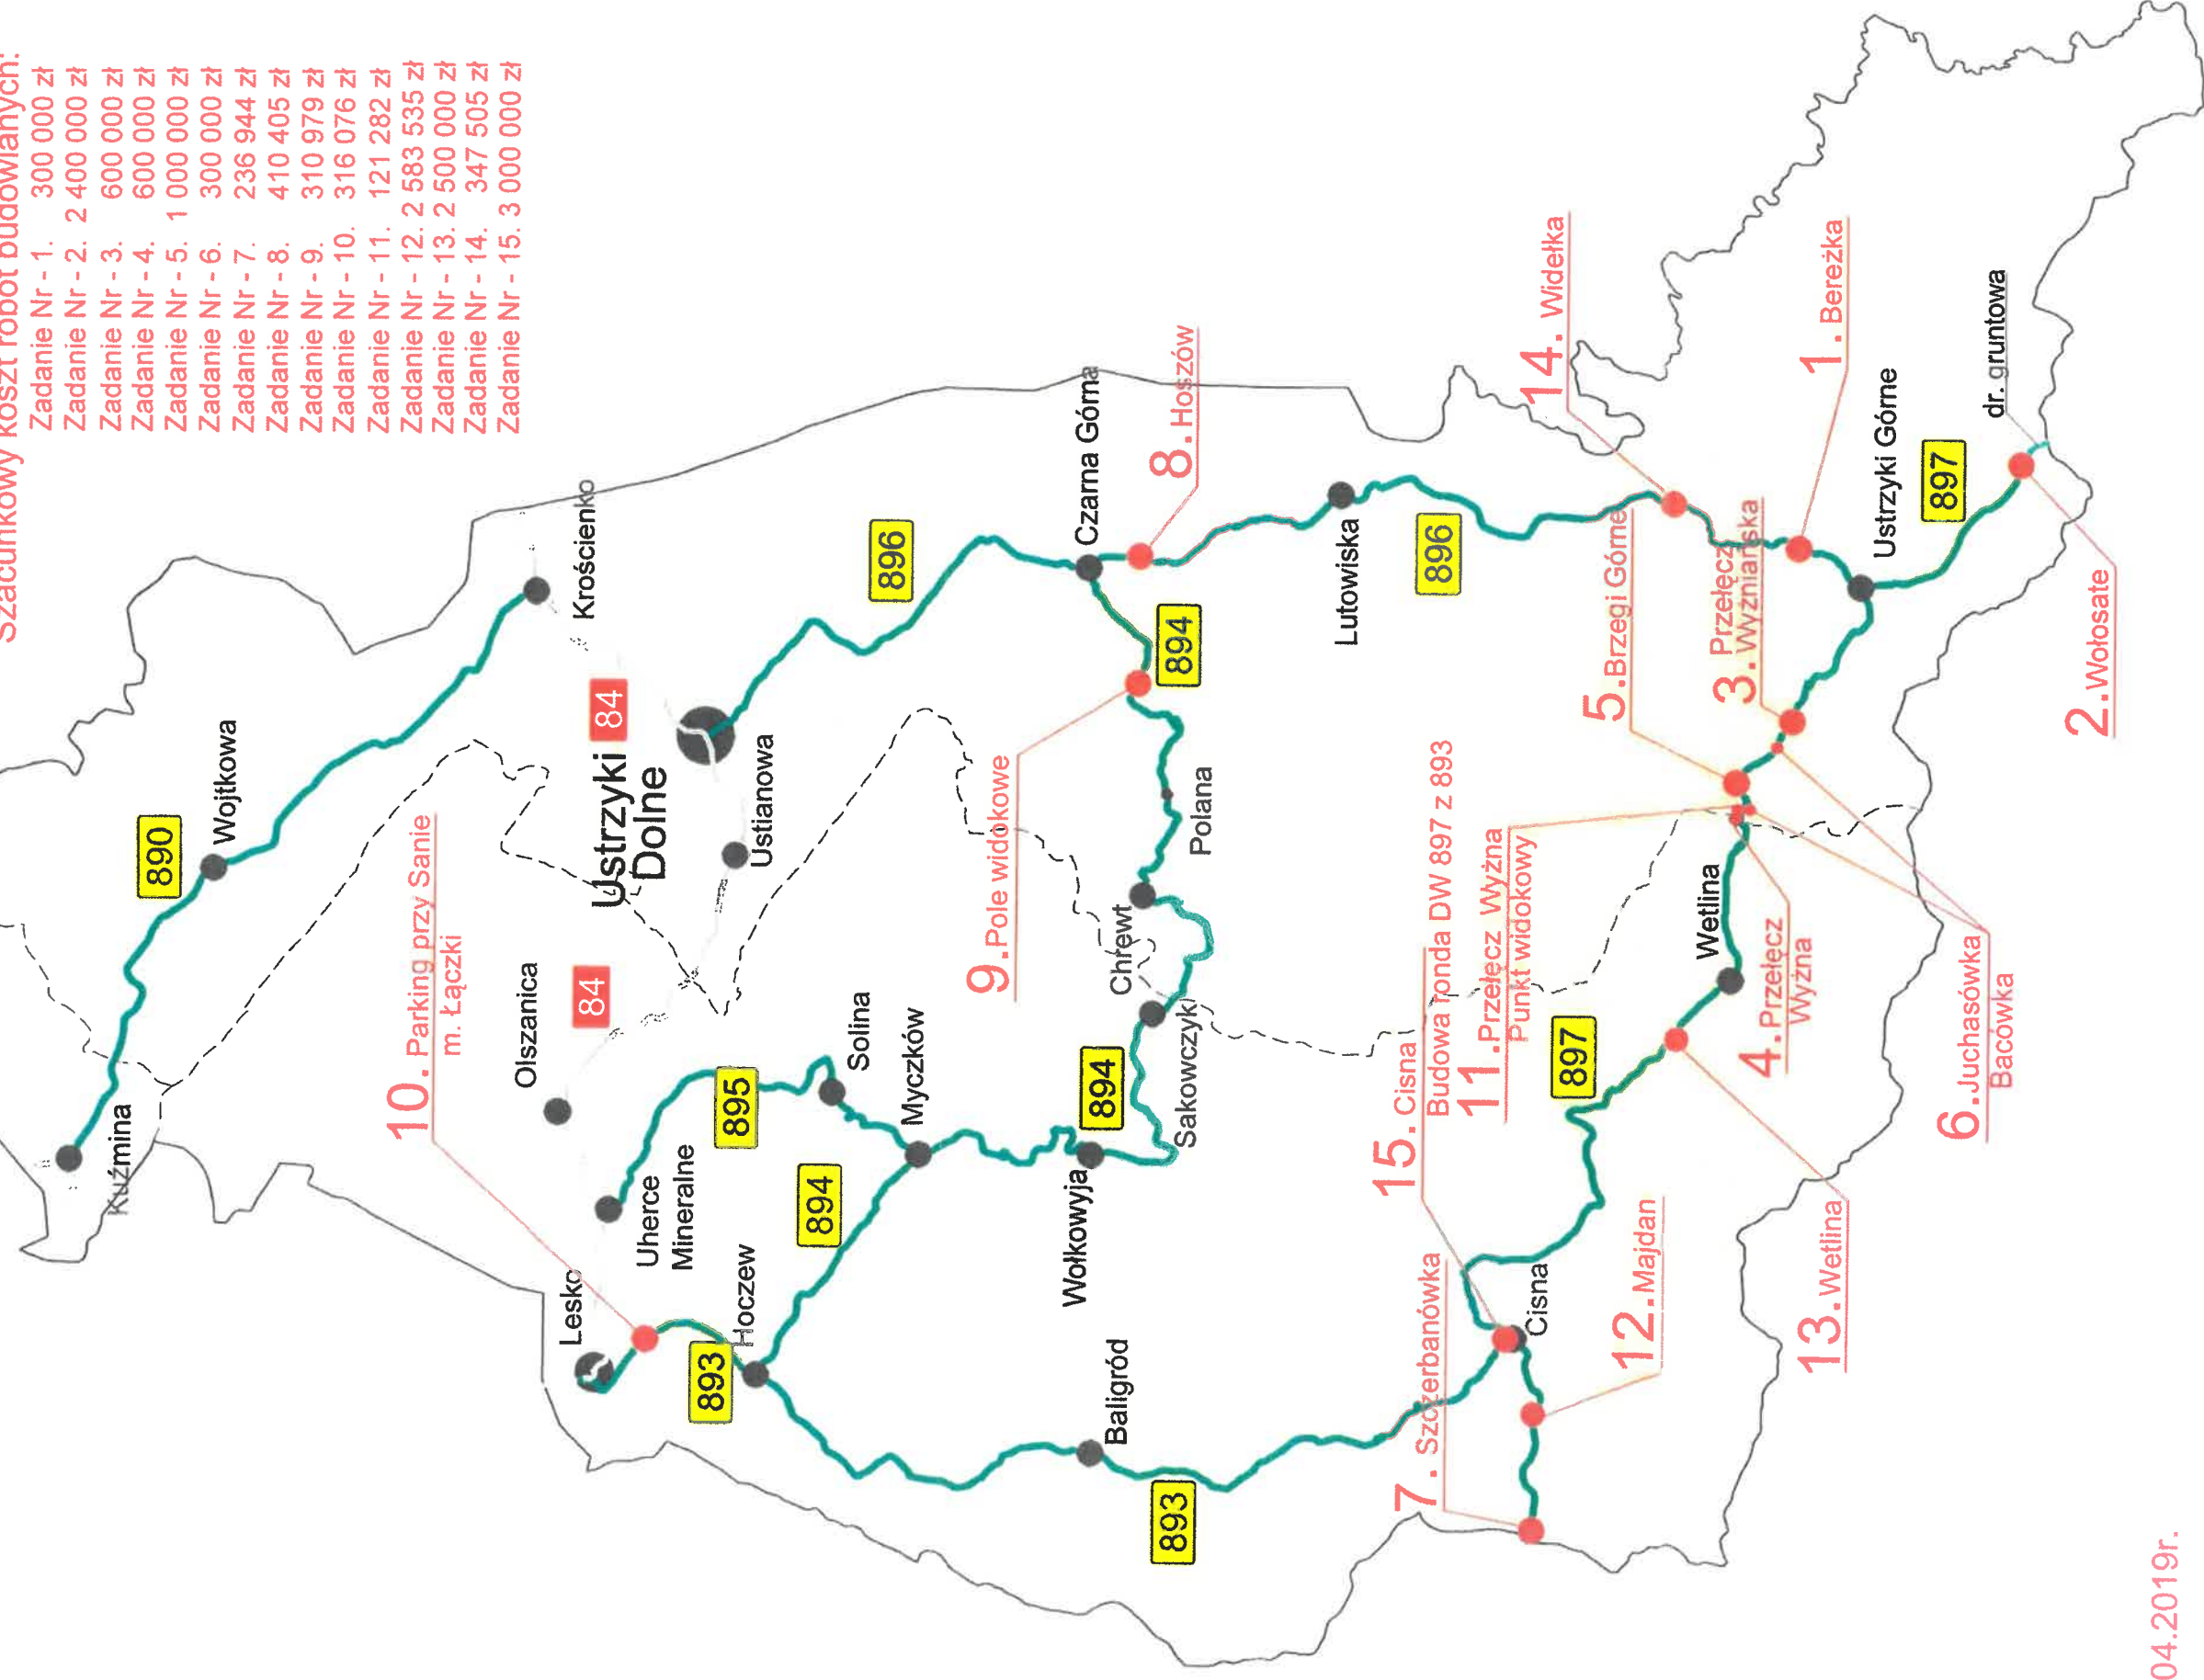 Szacunkowy koszt robót budowlanych:
Zadanie Nr - 1. 300 000 zł
Zadanie Nr - 2. 2 400 000 zł
Zadanie Nr - 3. 600 000 zł
Zadanie Nr - 4. 600 000 zł
Zadanie Nr - 5. 1 000 000 zł
Zadanie Nr - 6. 300 000 zł
Zadanie Nr - 7. 236 944 zł
Zadanie Nr - 8. 410 405 zł
Zadanie Nr - 9. 310 979 zł
Zadanie Nr - 10. 316 076 zł
Zadanie Nr - 11. 121 282 zł
Zadanie Nr - 12. 2 583 535 zł
Zadanie Nr - 13. 2 500 000 zł
Zadanie Nr - 14. 347 505 zł
Zadanie Nr - 15. 3 000 000 zł
Kuźmina
890
Wojtkowa
Krościenko
10. Parking przy Sanie
m. Łączki
Olszanica
84
Ustrzyki
Dolne
84
Ustianowa
Lesko
Uherce
Mineralne
895
893
Hoczew
894
Solina
Myczków
896
Czarna Górna
8. Hoszów
9. Pole widokowe
894
Polana
Chrewt
Sakowczyk
894
Wołkowyja
Baligród
893
Lutowiska
896
14. Widełka
1. Bereżka
Ustrzyki Górne
897
dr. gruntowa
2. Wołosate
5. Brzegi Górne
Przełęcz
3. Wyżniańska
15. Cisna
Budowa ronda DW 897 z 893
11. Przełęcz Wyżna
Punkt widokowy
7. Szczerbanówka
Cisna
12. Majdan
897
Wetlina
4. Przełęcz
Wyżna
13. Wetlina
6. Juchasówka
Bacówka
04.2019r.